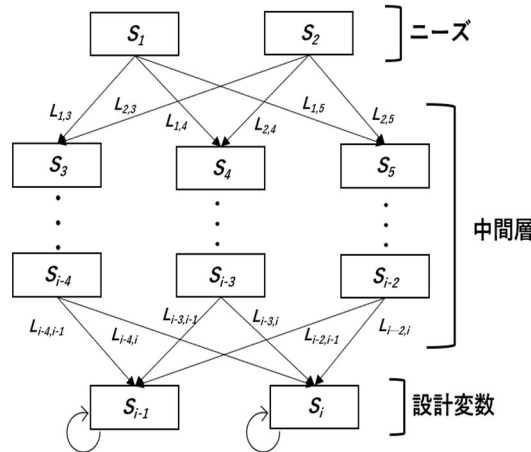 S1 S2 ニーズ
L1,3 L2,3 L1,4 L2,4 L1,5 L2,5
S3 S4 S5
中間層
Si-4 Si-3 Si-2
Li-4,i-1 Li-4,i Li-3,i-1 Li-3,i Li-2,i-1 Li−2,i
Si-1 Si 設計変数